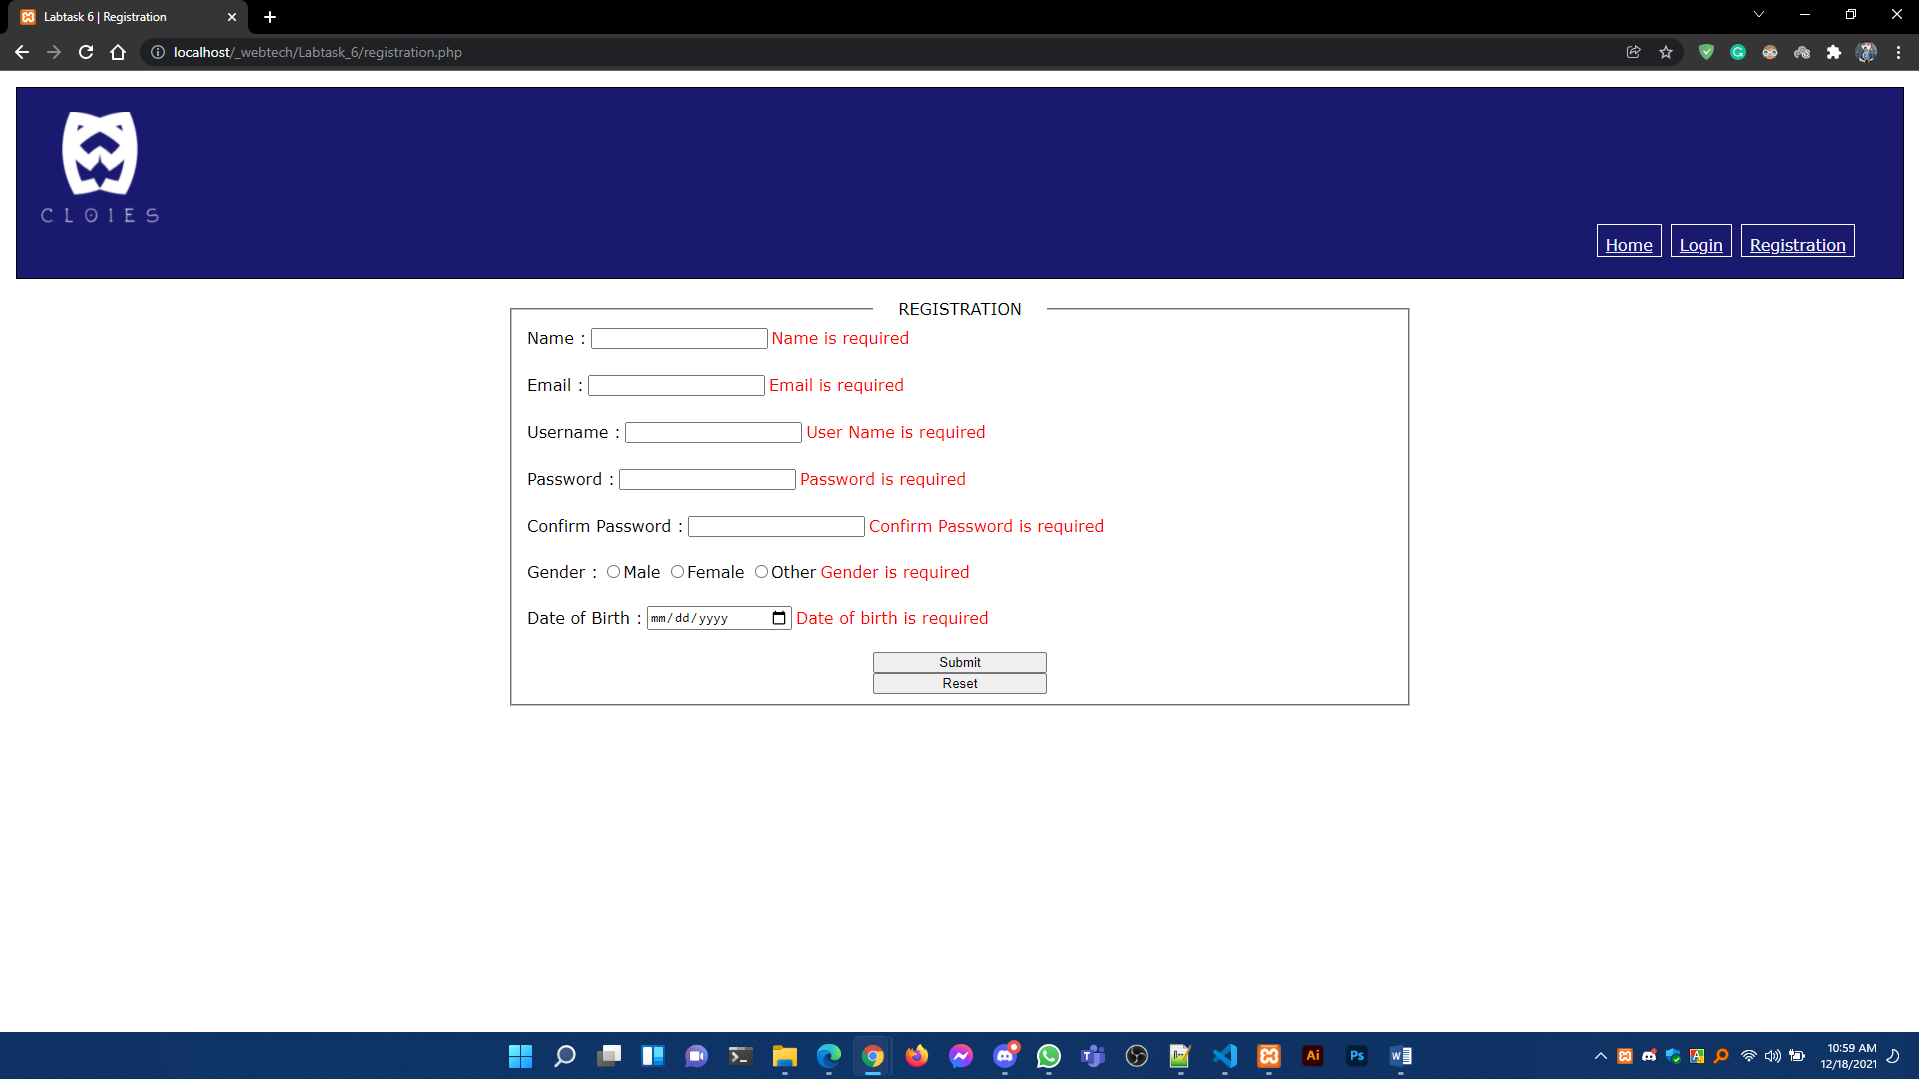 Labtask 6 | Registration
localhost/_webtech/Labtask_6/registration.php
CLOIES
Home Login Registration
REGISTRATION
Name : Name is required
Email : Email is required
Username : User Name is required
Password : Password is required
Confirm Password : Confirm Password is required
Gender : Male Female Other Gender is required
Date of Birth : mm/dd/yyyy Date of birth is required
Submit
Reset
Ai Ps
10:59 AM
12/18/2021